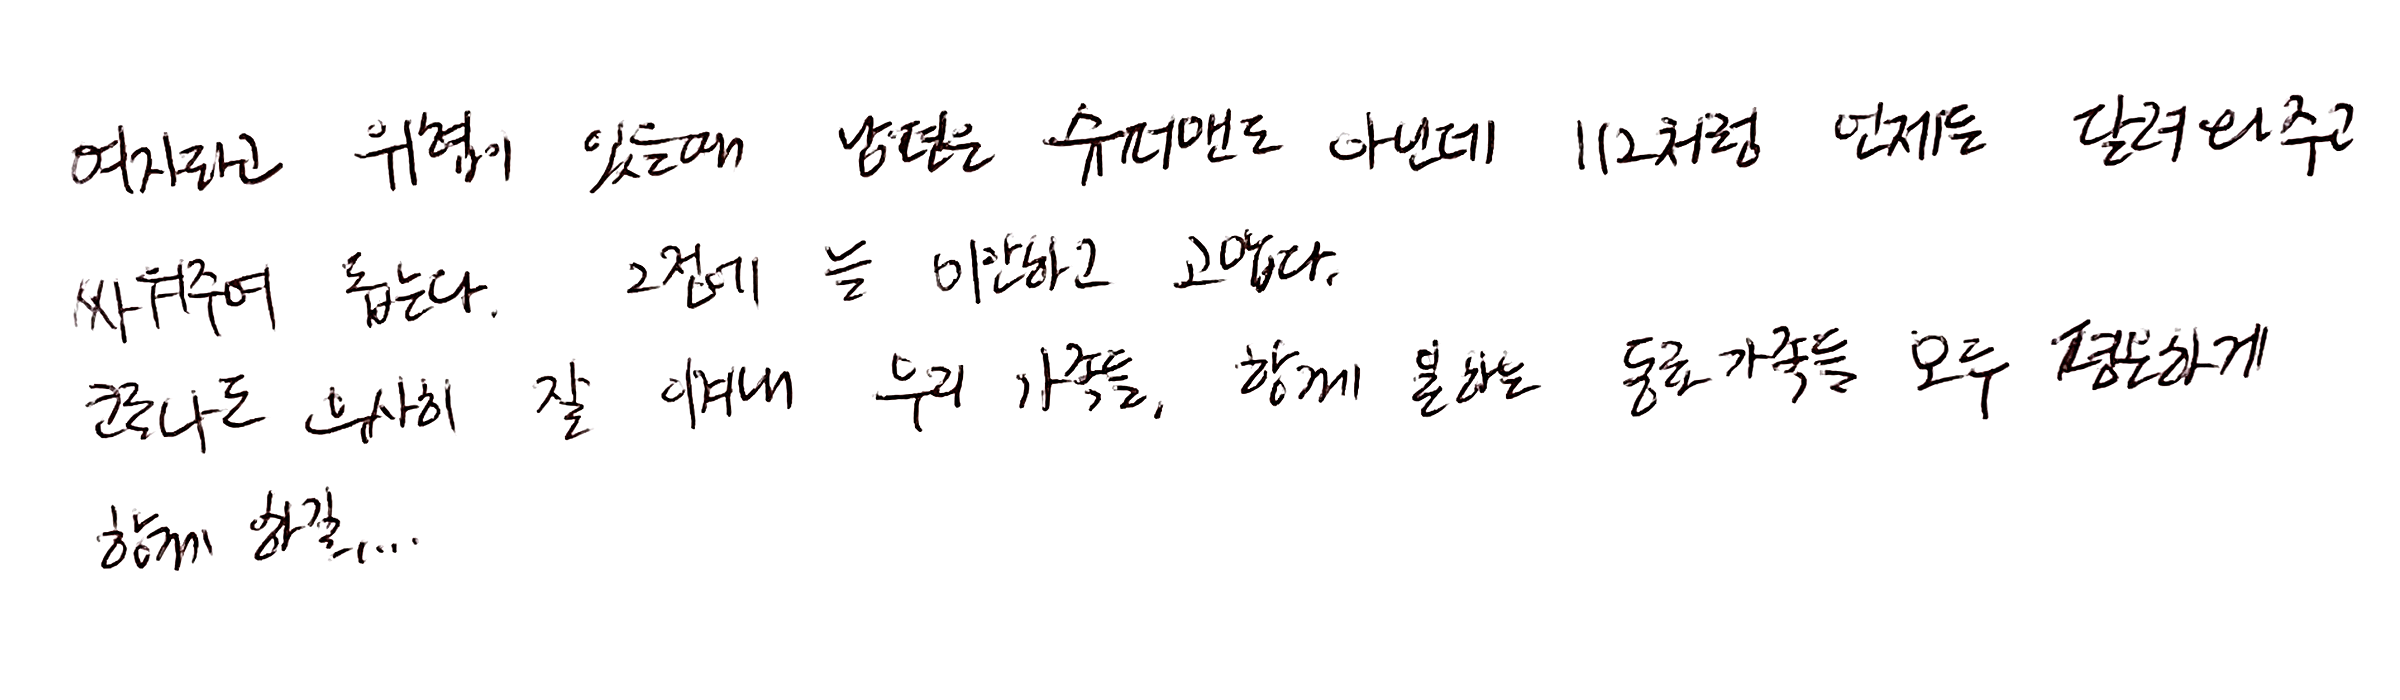 여자라고 위협이 있을때 남편은 슈퍼맨도 아닌데 112처럼 언제든 달려와주고
싸워주며 돕는다. 그점에 늘 미안하고 고맙다.
코로나도 무사히 잘 이겨내 우리 가족들, 함께 일하는 동료가족들 모두 평온하게
함께 하길....